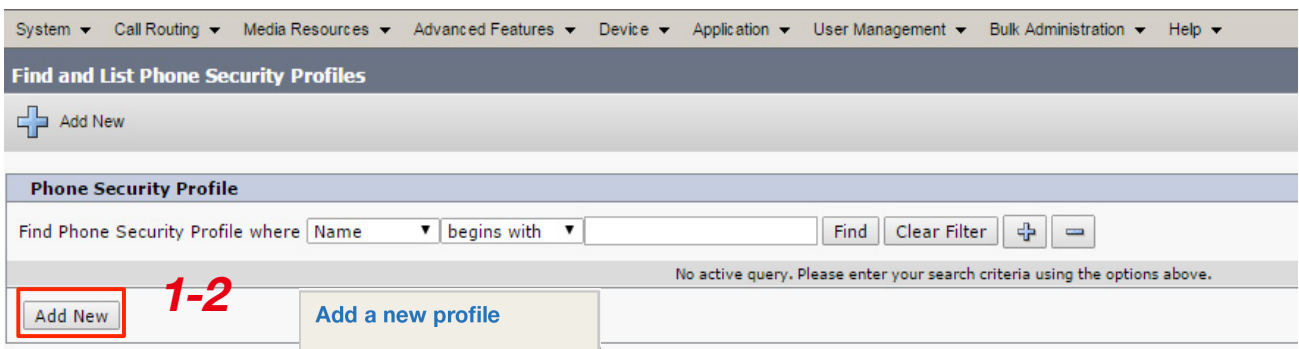 System Call Routing Media Resources Advanced Features Device Application User Management Bulk Administration Help
Find and List Phone Security Profiles
Add New
Phone Security Profile
Find Phone Security Profile where Name begins with Find Clear Filter
No active query. Please enter your search criteria using the options above.
Add New 1-2 Add a new profile